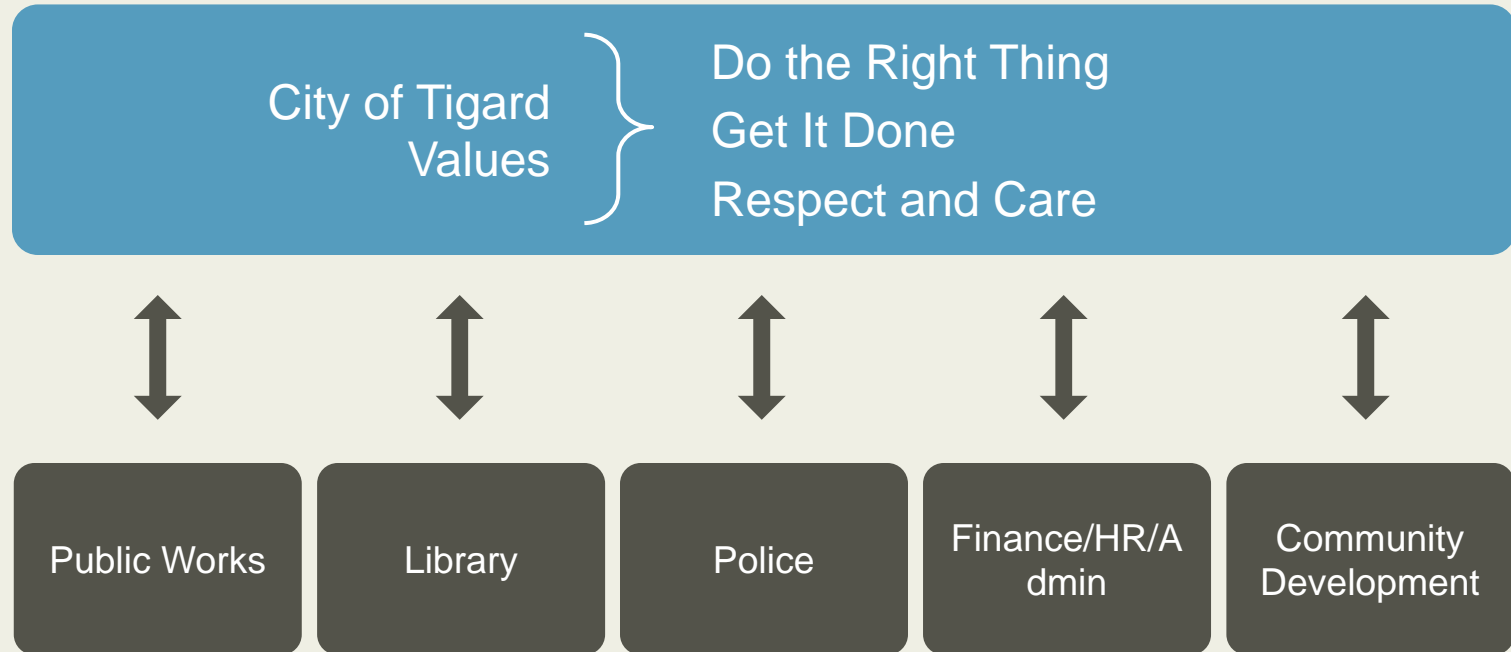 City of Tigard
Values
Do the Right Thing
Get It Done
Respect and Care
Public Works
Library
Police
Finance/HR/A
dmin
Community
Development